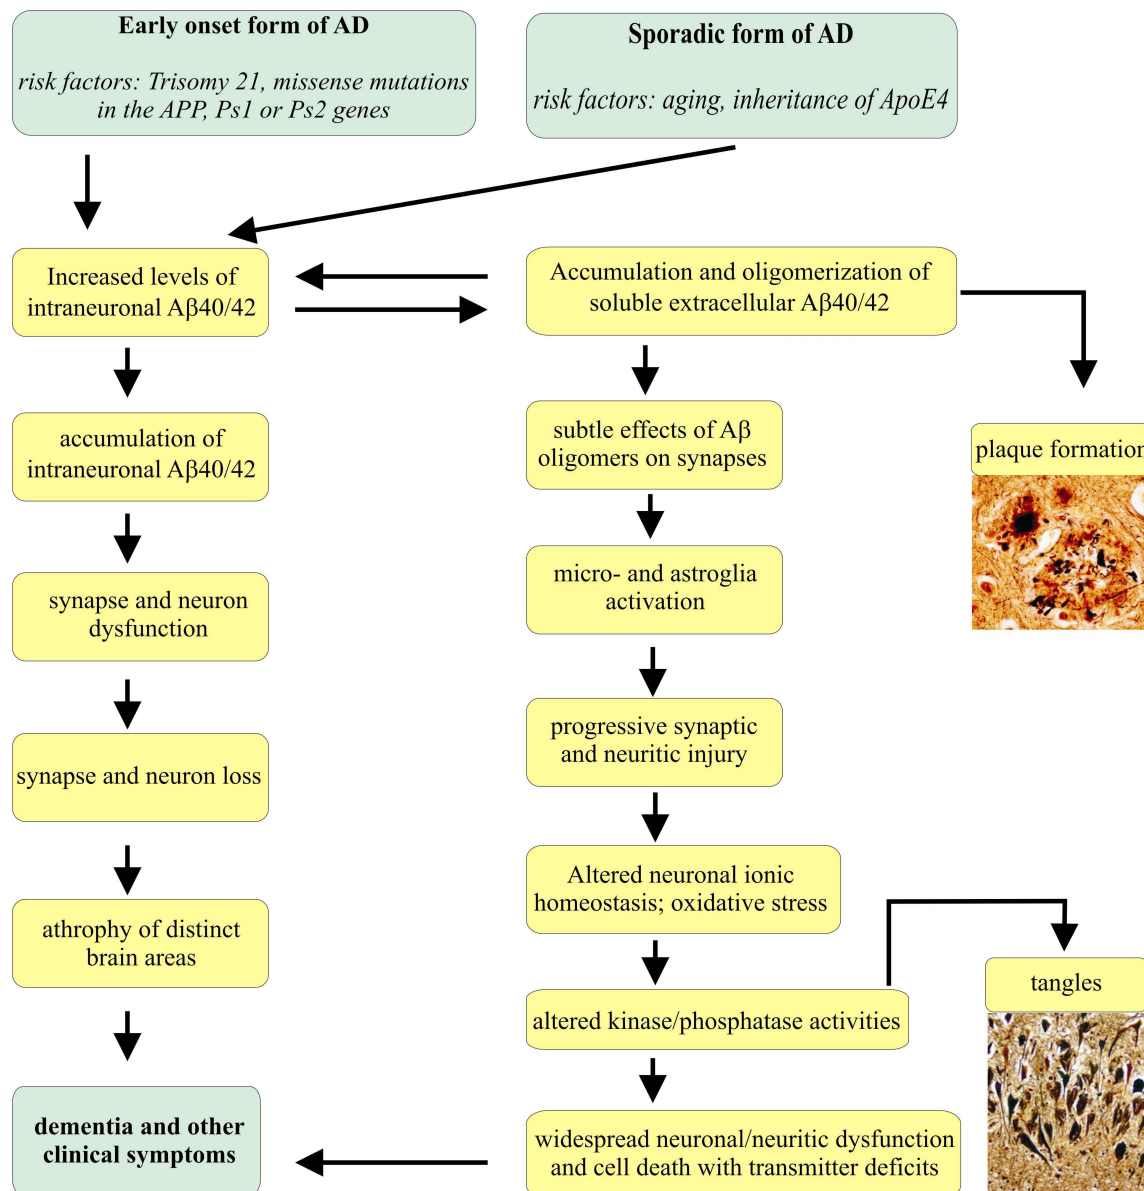 Early onset form of AD
risk factors: Trisomy 21, missense mutations
in the APP, Ps1 or Ps2 genes
Sporadic form of AD
risk factors: aging, inheritance of ApoE4
Increased levels of
intraneuronal Aβ40/42
Accumulation and oligomerization of
soluble extracellular Aβ40/42
accumulation of
intraneuronal Aβ40/42
subtle effects of Aβ
oligomers on synapses
plaque formation
synapse and neuron
dysfunction
micro- and astroglia
activation
synapse and neuron loss
progressive synaptic
and neuritic injury
athrophy of distinct
brain areas
Altered neuronal ionic
homeostasis; oxidative stress
altered kinase/phosphatase activities
tangles
dementia and other
clinical symptoms
widespread neuronal/neuritic dysfunction
and cell death with transmitter deficits